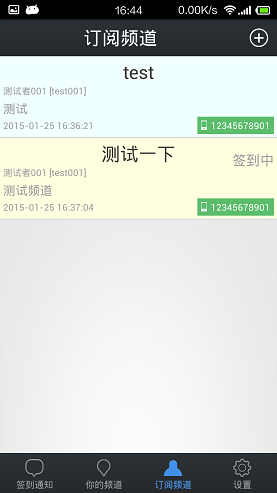 16:44 0.00K/s
订阅频道
test
测试者001 [test001]
测试
2015-01-25 16:36:21 12345678901
测试一下
签到中
测试者001 [test001]
测试频道
2015-01-25 16:37:04 12345678901
签到通知 你的频道 订阅频道 设置